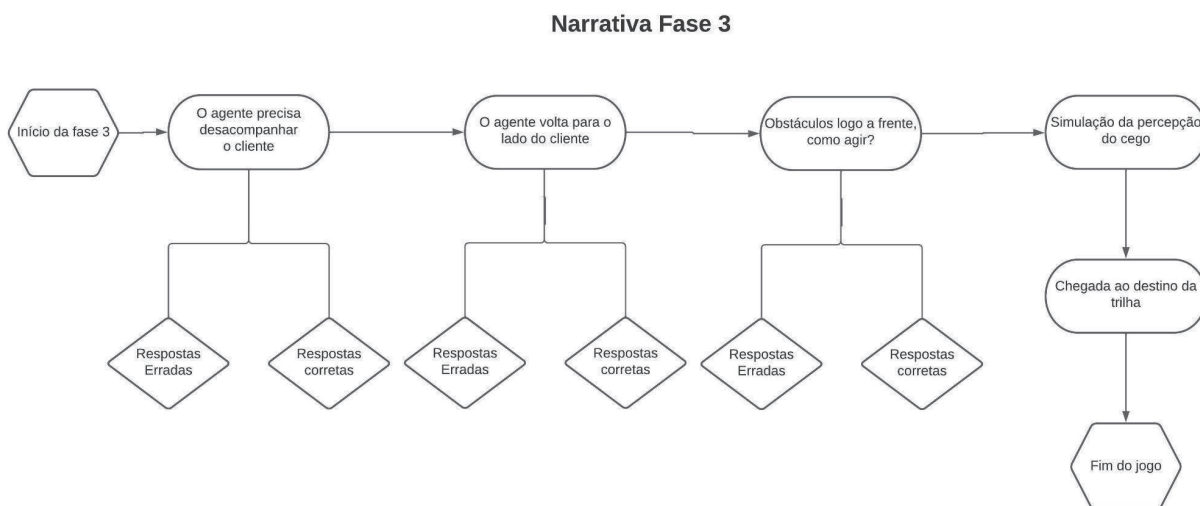 Narrativa Fase 3
Início da fase 3
O agente precisa
desacompanhar
o cliente
O agente volta para o
lado do cliente
Obstáculos logo a frente,
como agir?
Simulação da percepção
do cego
Chegada ao destino da
trilha
Respostas
Erradas
Respostas
corretas
Respostas
Erradas
Respostas
corretas
Respostas
Erradas
Respostas
corretas
Fim do jogo